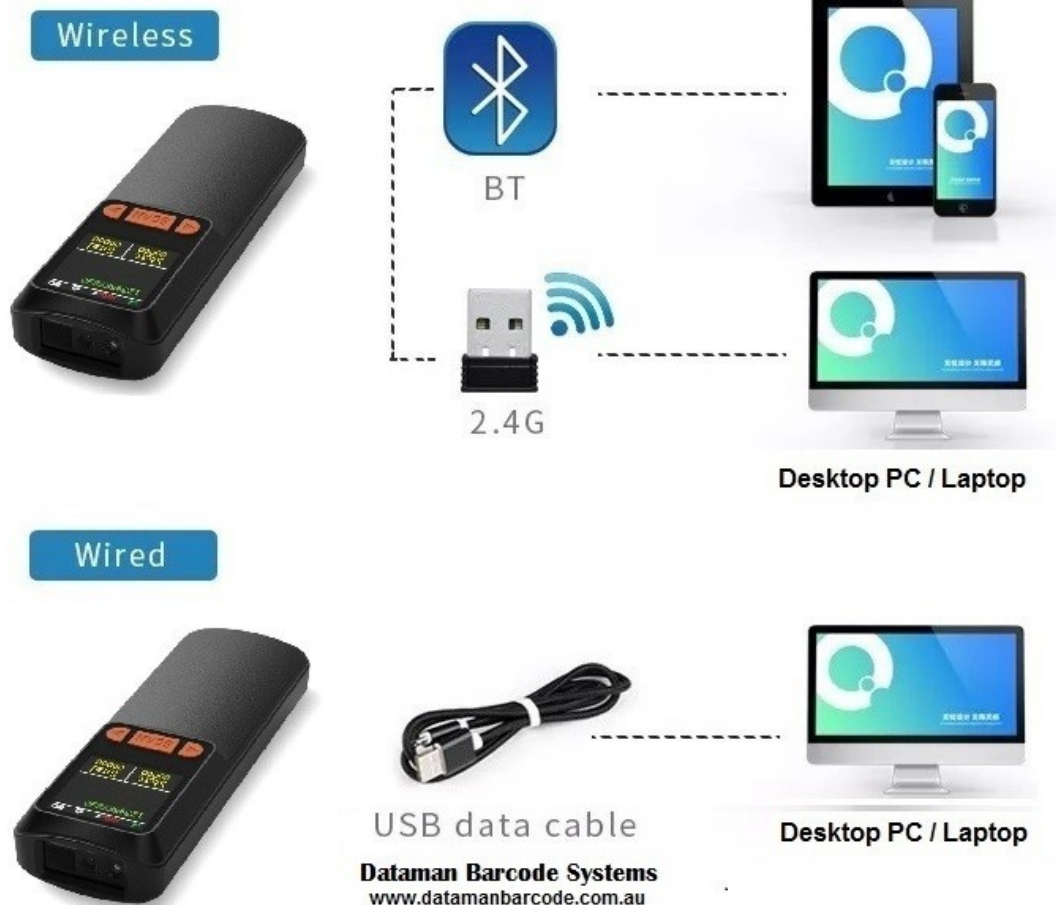 Wireless
BT
2.4G
Desktop PC / Laptop
Wired
SCAN
USB data cable
Desktop PC / Laptop
Dataman Barcode Systems
www.datamanbarcode.com.au